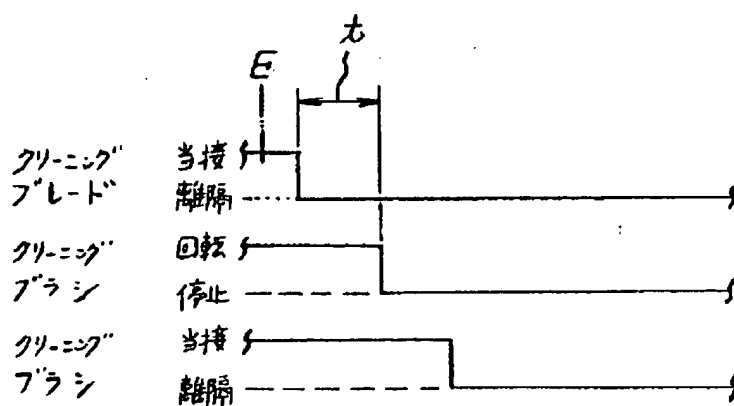 t
E
クリーニング 当接
ブレード 離隔
クリーニング 回転
ブラシ 停止
クリーニング 当接
ブラシ 離隔